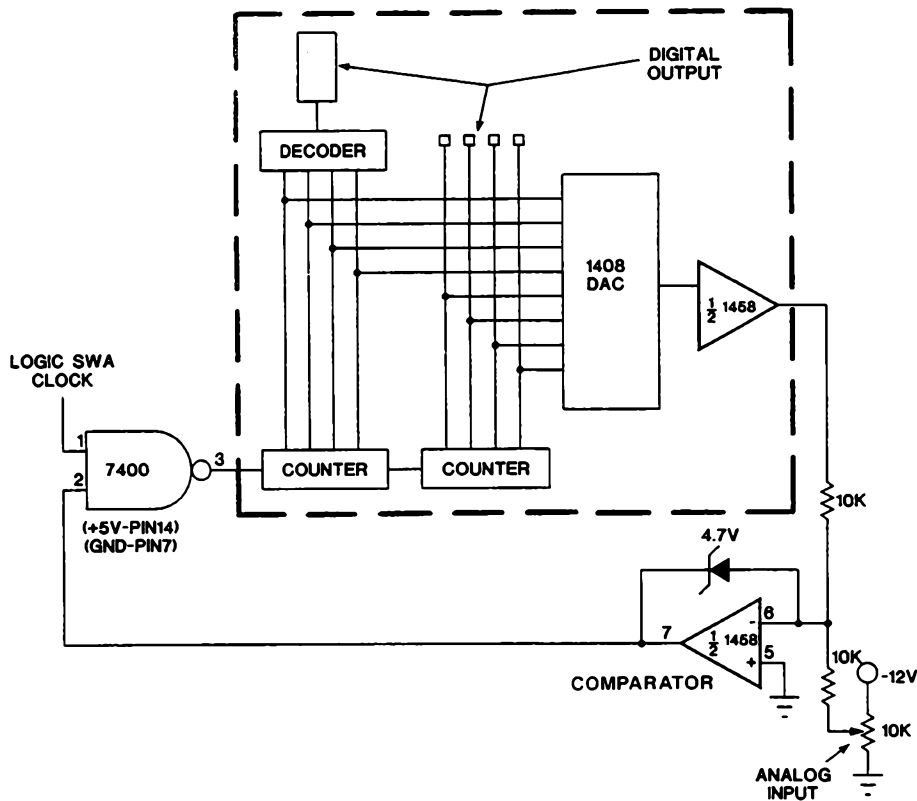 DIGITAL
OUTPUT
DECODER
1408
DAC
1/2 1458
LOGIC SWA
CLOCK
1
2
3
7400
COUNTER
COUNTER
(+5V-PIN14)
(GND-PIN7)
10K
4.7V
7
1/2 1458
-
6
+
5
COMPARATOR
10K
-12V
10K
ANALOG
INPUT